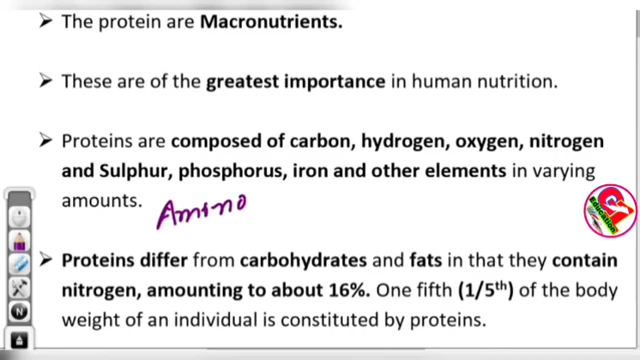 ➤ The protein are Macronutrients.
➤ These are of the greatest importance in human nutrition.
➤ Proteins are composed of carbon, hydrogen, oxygen, nitrogen
and Sulphur, phosphorus, iron and other elements in varying
amounts.
Amino
➤ Proteins differ from carbohydrates and fats in that they contain
nitrogen, amounting to about 16%. One fifth (1/5th) of the body
weight of an individual is constituted by proteins.
Education